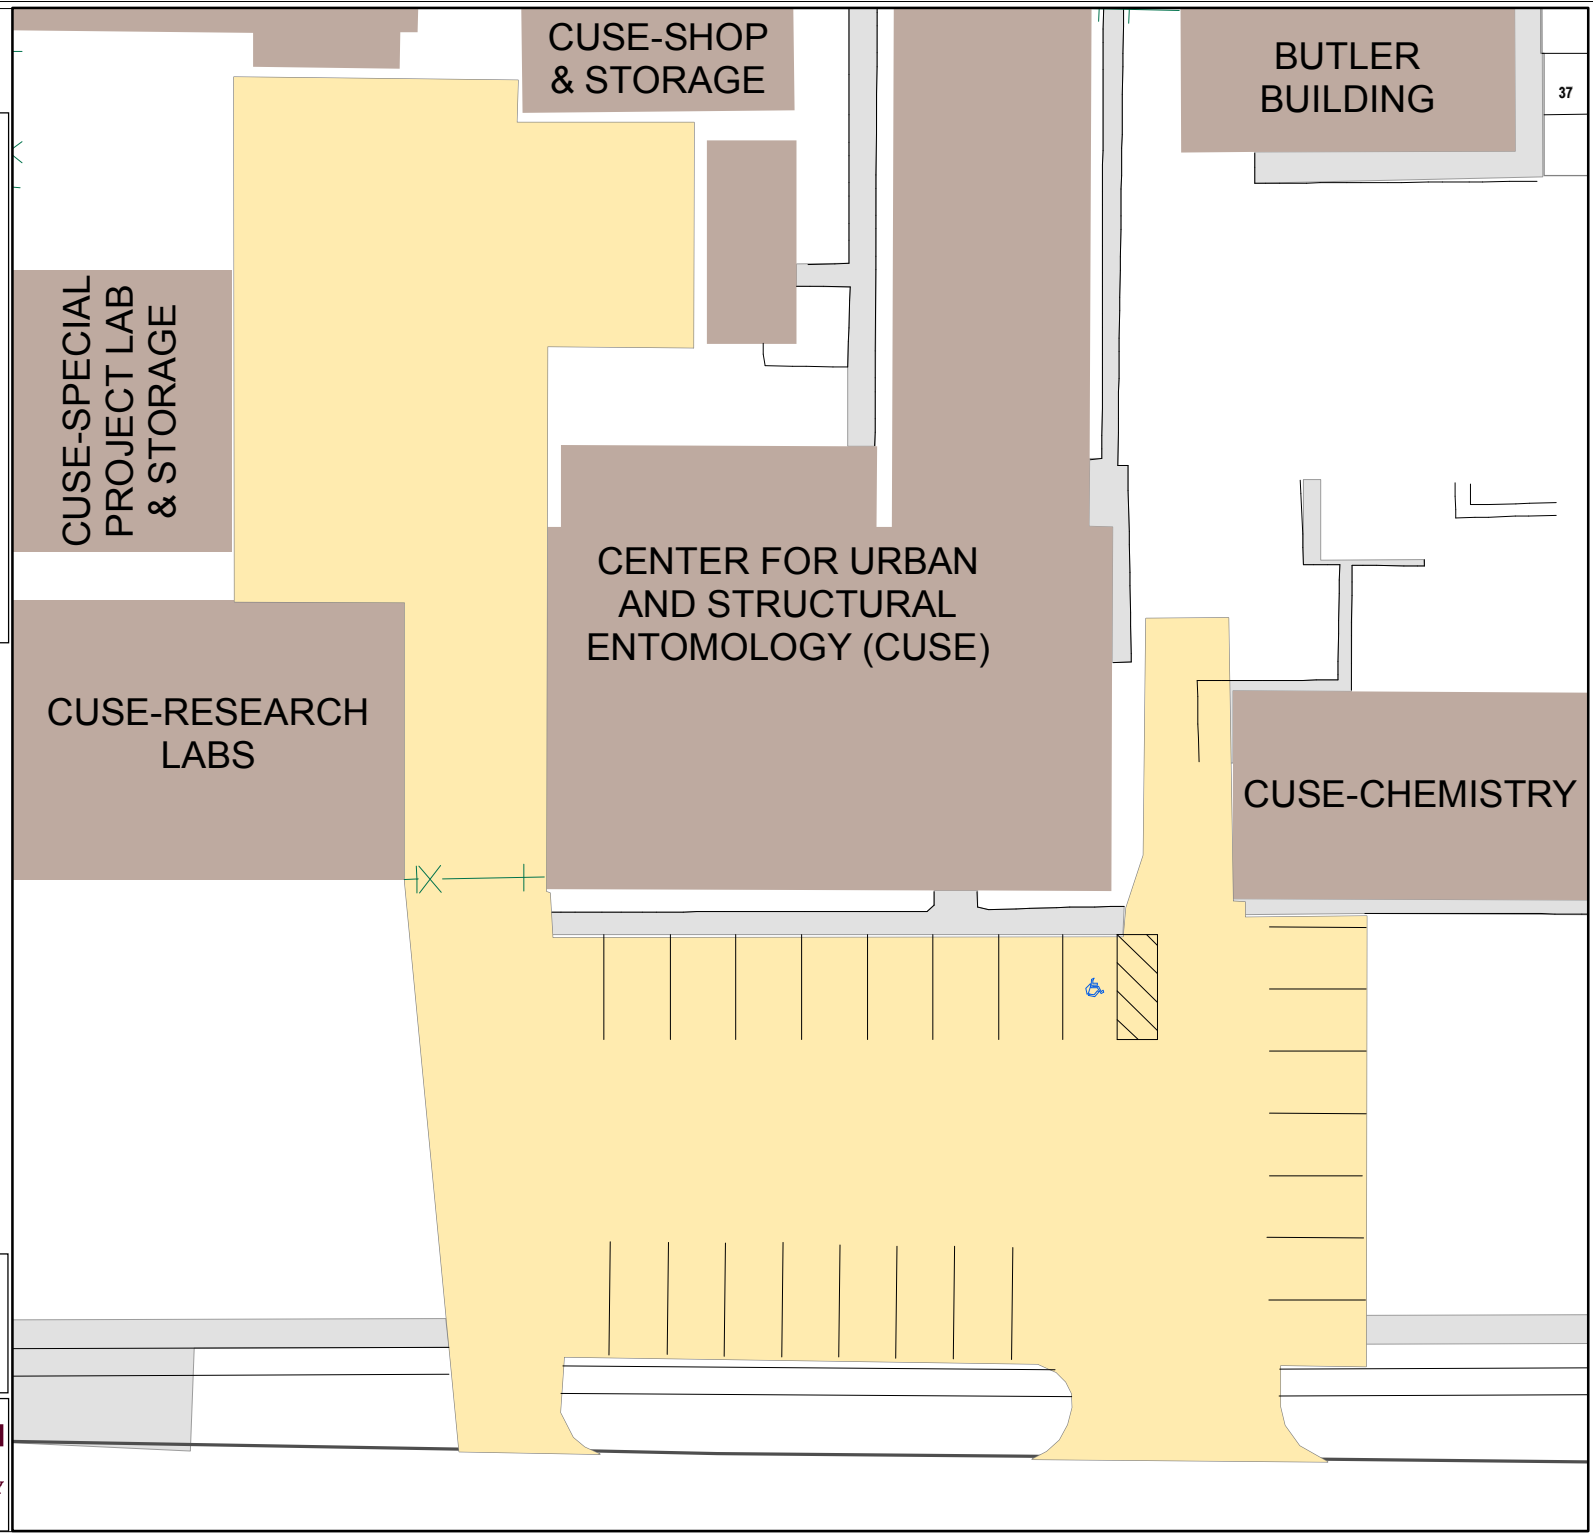 CUSE-SHOP
& STORAGE
BUTLER
BUILDING
37
CUSE-SPECIAL
PROJECT LAB
& STORAGE
CENTER FOR URBAN
AND STRUCTURAL
ENTOMOLOGY (CUSE)
CUSE-RESEARCH
LABS
CUSE-CHEMISTRY